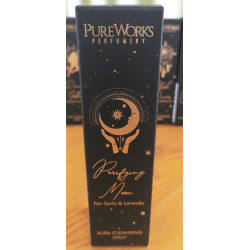 PUREWORKS
PERFUMERY
Purifying
Moon
Palo Santo & Lavender
AURA CLEANSING
SPRAY